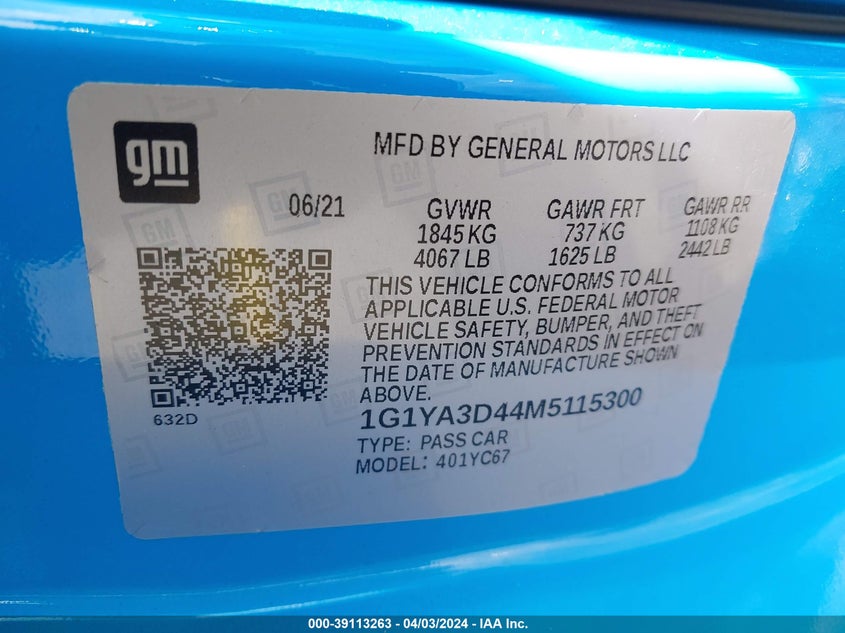 gm
MFD BY GENERAL MOTORS LLC
06/21
GVWR GAWR FRT GAWR RR
1845 KG 737 KG 1108 KG
4067 LB 1625 LB 2442 LB
THIS VEHICLE CONFORMS TO ALL
APPLICABLE U.S. FEDERAL MOTOR
VEHICLE SAFETY, BUMPER, AND THEFT
PREVENTION STANDARDS IN EFFECT ON
THE DATE OF MANUFACTURE SHOWN
ABOVE.
632D
1G1YA3D44M5115300
TYPE: PASS CAR
MODEL: 401YC67
000-39113263 - 04/03/2024 - IAA Inc.